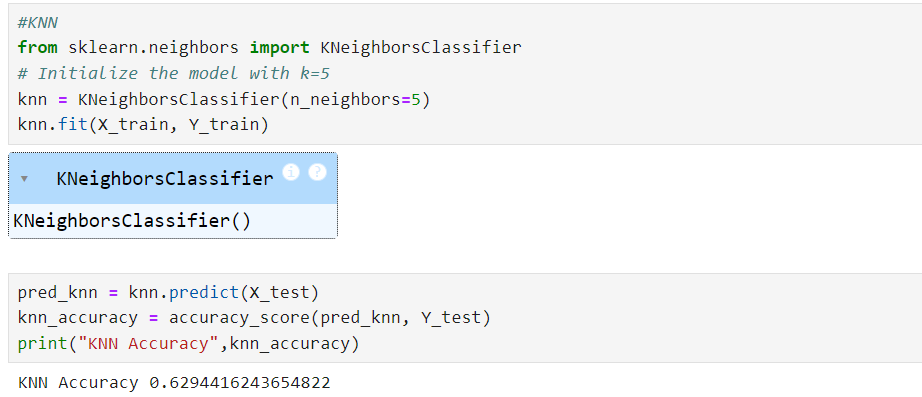 #KNN
from sklearn.neighbors import KNeighborsClassifier
# Initialize the model with k=5
knn = KNeighborsClassifier(n_neighbors=5)
knn.fit(X_train, Y_train)
KNeighborsClassifier i ?
KNeighborsClassifier()
pred_knn = knn.predict(X_test)
knn_accuracy = accuracy_score(pred_knn, Y_test)
print("KNN Accuracy",knn_accuracy)
KNN Accuracy 0.6294416243654822